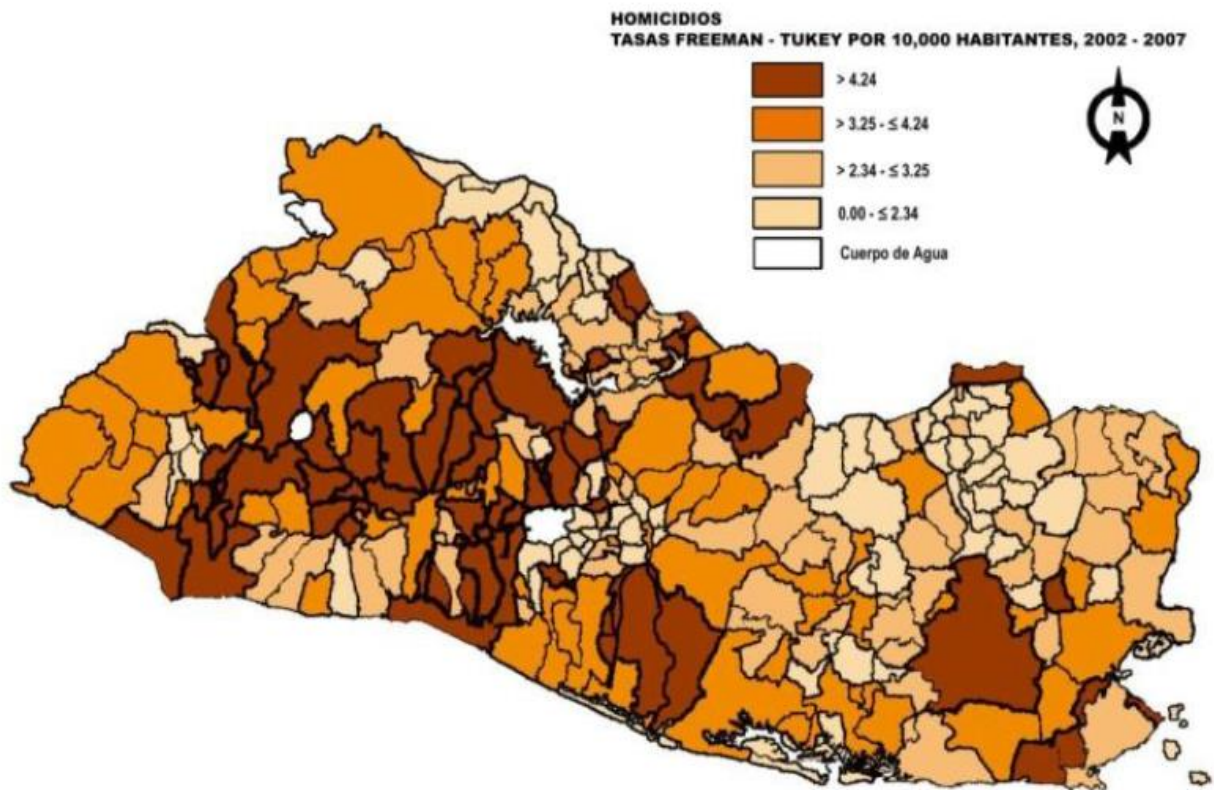 HOMICIDIOS
TASAS FREEMAN - TUKEY POR 10,000 HABITANTES, 2002 - 2007
> 4.24
> 3.25 - ≤ 4.24
> 2.34 - ≤ 3.25
0.00 - ≤ 2.34
Cuerpo de Agua
N